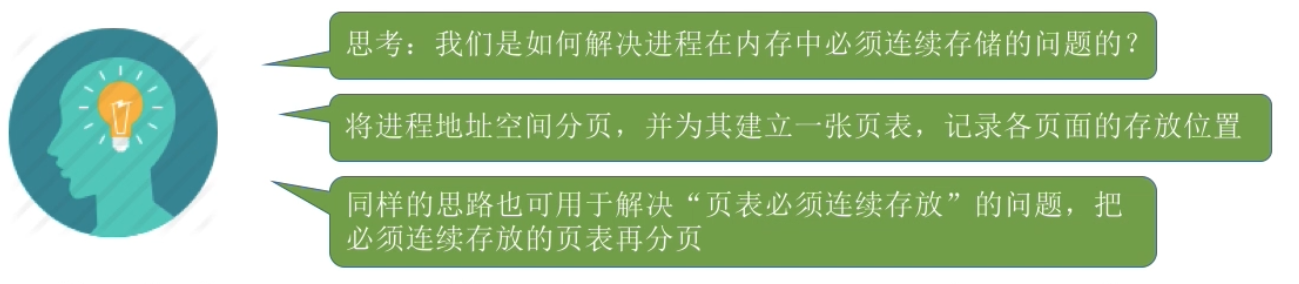 思考：我们是如何解决进程在内存中必须连续存储的问题的？
将进程地址空间分页，并为其建立一张页表，记录各页面的存放位置
同样的思路也可用于解决“页表必须连续存放”的问题，把
必须连续存放的页表再分页